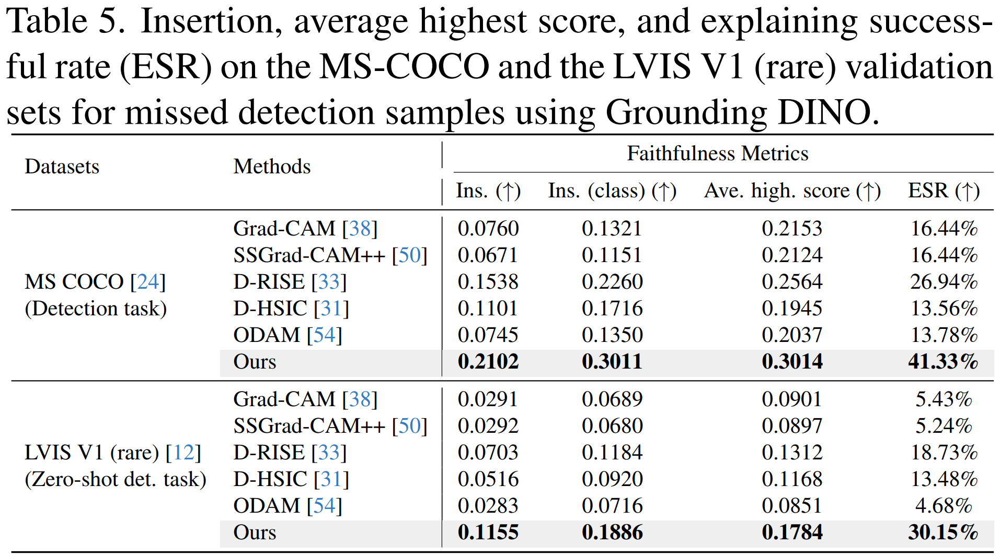 Table 5. Insertion, average highest score, and explaining success-
ful rate (ESR) on the MS-COCO and the LVIS V1 (rare) validation
sets for missed detection samples using Grounding DINO.
Datasets Methods Faithfulness Metrics
Ins. (↑) Ins. (class) (↑) Ave. high. score (↑) ESR (↑)
Grad-CAM [38] 0.0760 0.1321 0.2153 16.44%
SSGrad-CAM++ [50] 0.0671 0.1151 0.2124 16.44%
MS COCO [24] D-RISE [33] 0.1538 0.2260 0.2564 26.94%
(Detection task) D-HSIC [31] 0.1101 0.1716 0.1945 13.56%
ODAM [54] 0.0745 0.1350 0.2037 13.78%
Ours 0.2102 0.3011 0.3014 41.33%
Grad-CAM [38] 0.0291 0.0689 0.0901 5.43%
SSGrad-CAM++ [50] 0.0292 0.0680 0.0897 5.24%
LVIS V1 (rare) [12] D-RISE [33] 0.0703 0.1184 0.1312 18.73%
(Zero-shot det. task) D-HSIC [31] 0.0516 0.0920 0.1168 13.48%
ODAM [54] 0.0283 0.0716 0.0851 4.68%
Ours 0.1155 0.1886 0.1784 30.15%